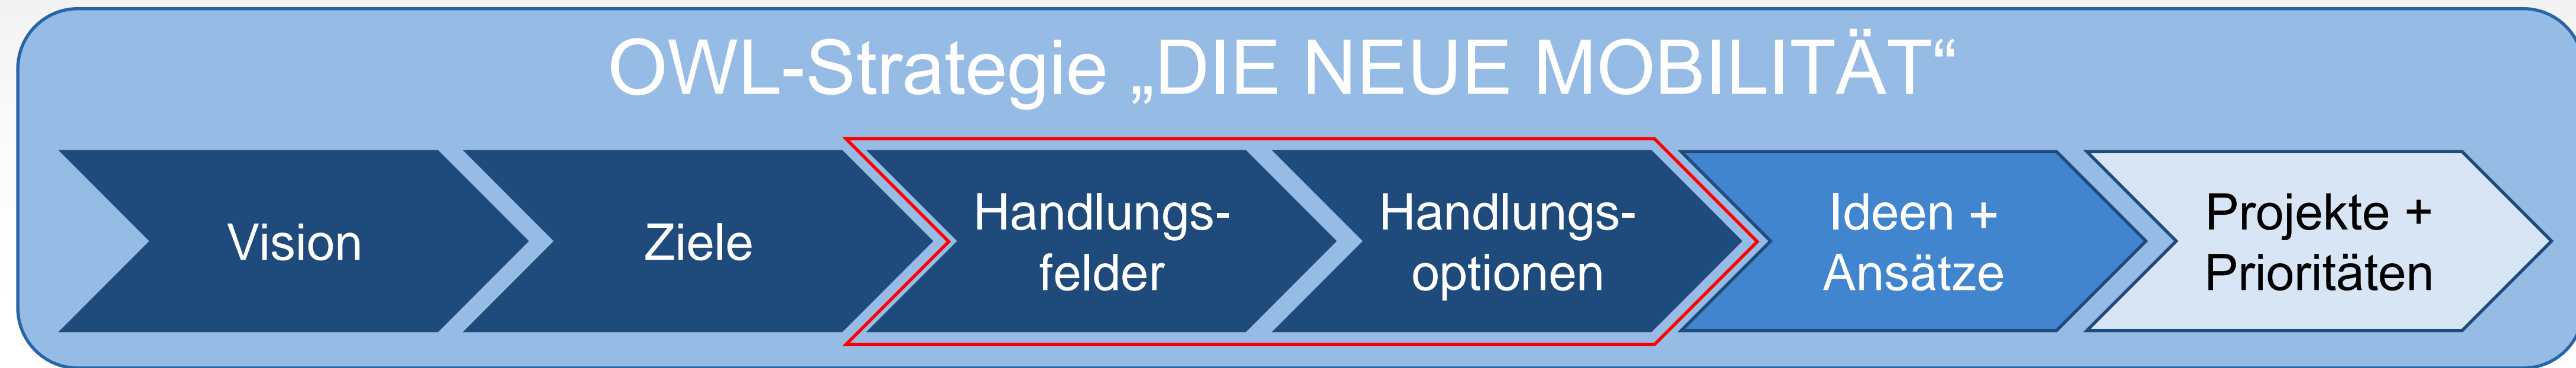 OWL-Strategie „DIE NEUE MOBILITÄT“
Vision
Ziele
Handlungs-
felder
Handlungs-
optionen
Ideen +
Ansätze
Projekte +
Prioritäten